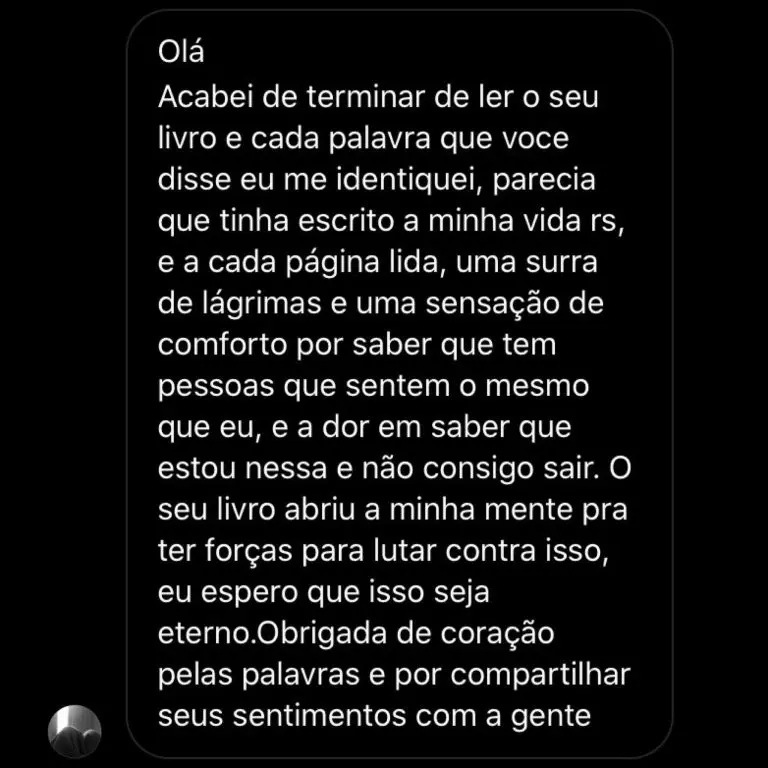 Olá
Acabei de terminar de ler o seu
livro e cada palavra que voce
disse eu me identiquei, parecia
que tinha escrito a minha vida rs,
e a cada página lida, uma surra
de lágrimas e uma sensação de
comforto por saber que tem
pessoas que sentem o mesmo
que eu, e a dor em saber que
estou nessa e não consigo sair. O
seu livro abriu a minha mente pra
ter forças para lutar contra isso,
eu espero que isso seja
eterno.Obrigada de coração
pelas palavras e por compartilhar
seus sentimentos com a gente